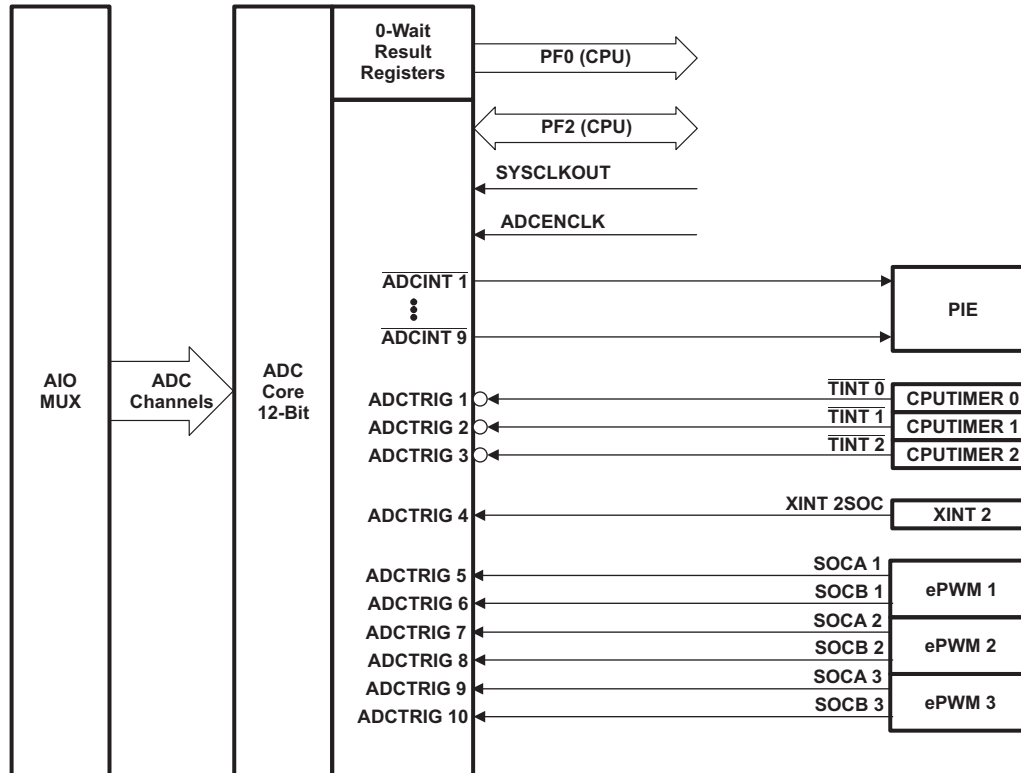 0-Wait
Result
Registers
PF0 (CPU)
PF2 (CPU)
SYSCLKOUT
ADCENCLK
ADCINT 1
PIE
ADCINT 9
AIO
MUX
ADC
Channels
ADC
Core
12-Bit
ADCTRIG 1
TINT 0
CPUTIMER 0
ADCTRIG 2
TINT 1
CPUTIMER 1
ADCTRIG 3
TINT 2
CPUTIMER 2
ADCTRIG 4
XINT 2SOC
XINT 2
ADCTRIG 5
SOCA 1
ePWM 1
ADCTRIG 6
SOCB 1
ADCTRIG 7
SOCA 2
ePWM 2
ADCTRIG 8
SOCB 2
ADCTRIG 9
SOCA 3
ePWM 3
ADCTRIG 10
SOCB 3